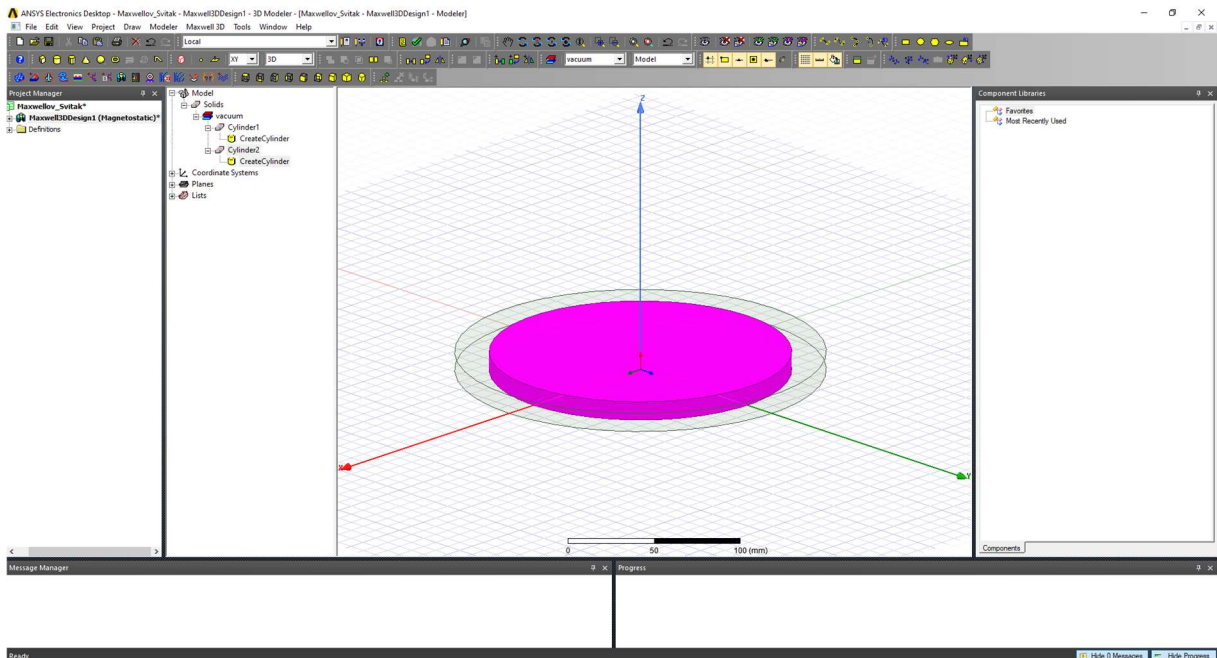 ANSYS Electronics Desktop - Maxwellov_Svitak - Maxwell3DDesign1 - 3D Modeler - [Maxwellov_Svitak - Maxwell3DDesign1 - Modeler]
File Edit View Project Draw Modeler Maxwell 3D Tools Window Help
Local
XY 3D vacuum Model
Project Manager
Maxwellov_Svitak*
Maxwell3DDesign1 (Magnetostatic)*
Definitions
Model
Solids
vacuum
Cylinder1
CreateCylinder
Cylinder2
CreateCylinder
Coordinate Systems
Planes
Lists
Z
X
Y
0 50 100 (mm)
Component Libraries
Favorites
Most Recently Used
Components
Message Manager
Progress
Ready
Hide 0 Messages Hide Progress